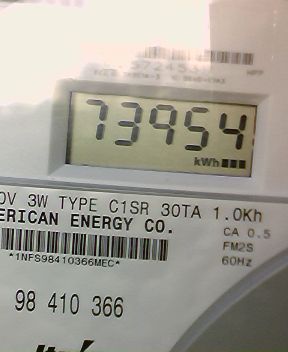 73954
kWh
0V 3W TYPE C1SR 30TA 1.0Kh
ERICAN ENERGY CO.
CA 0.5
FM2S
60Hz
*1NFS98410366MEC*
98 410 366